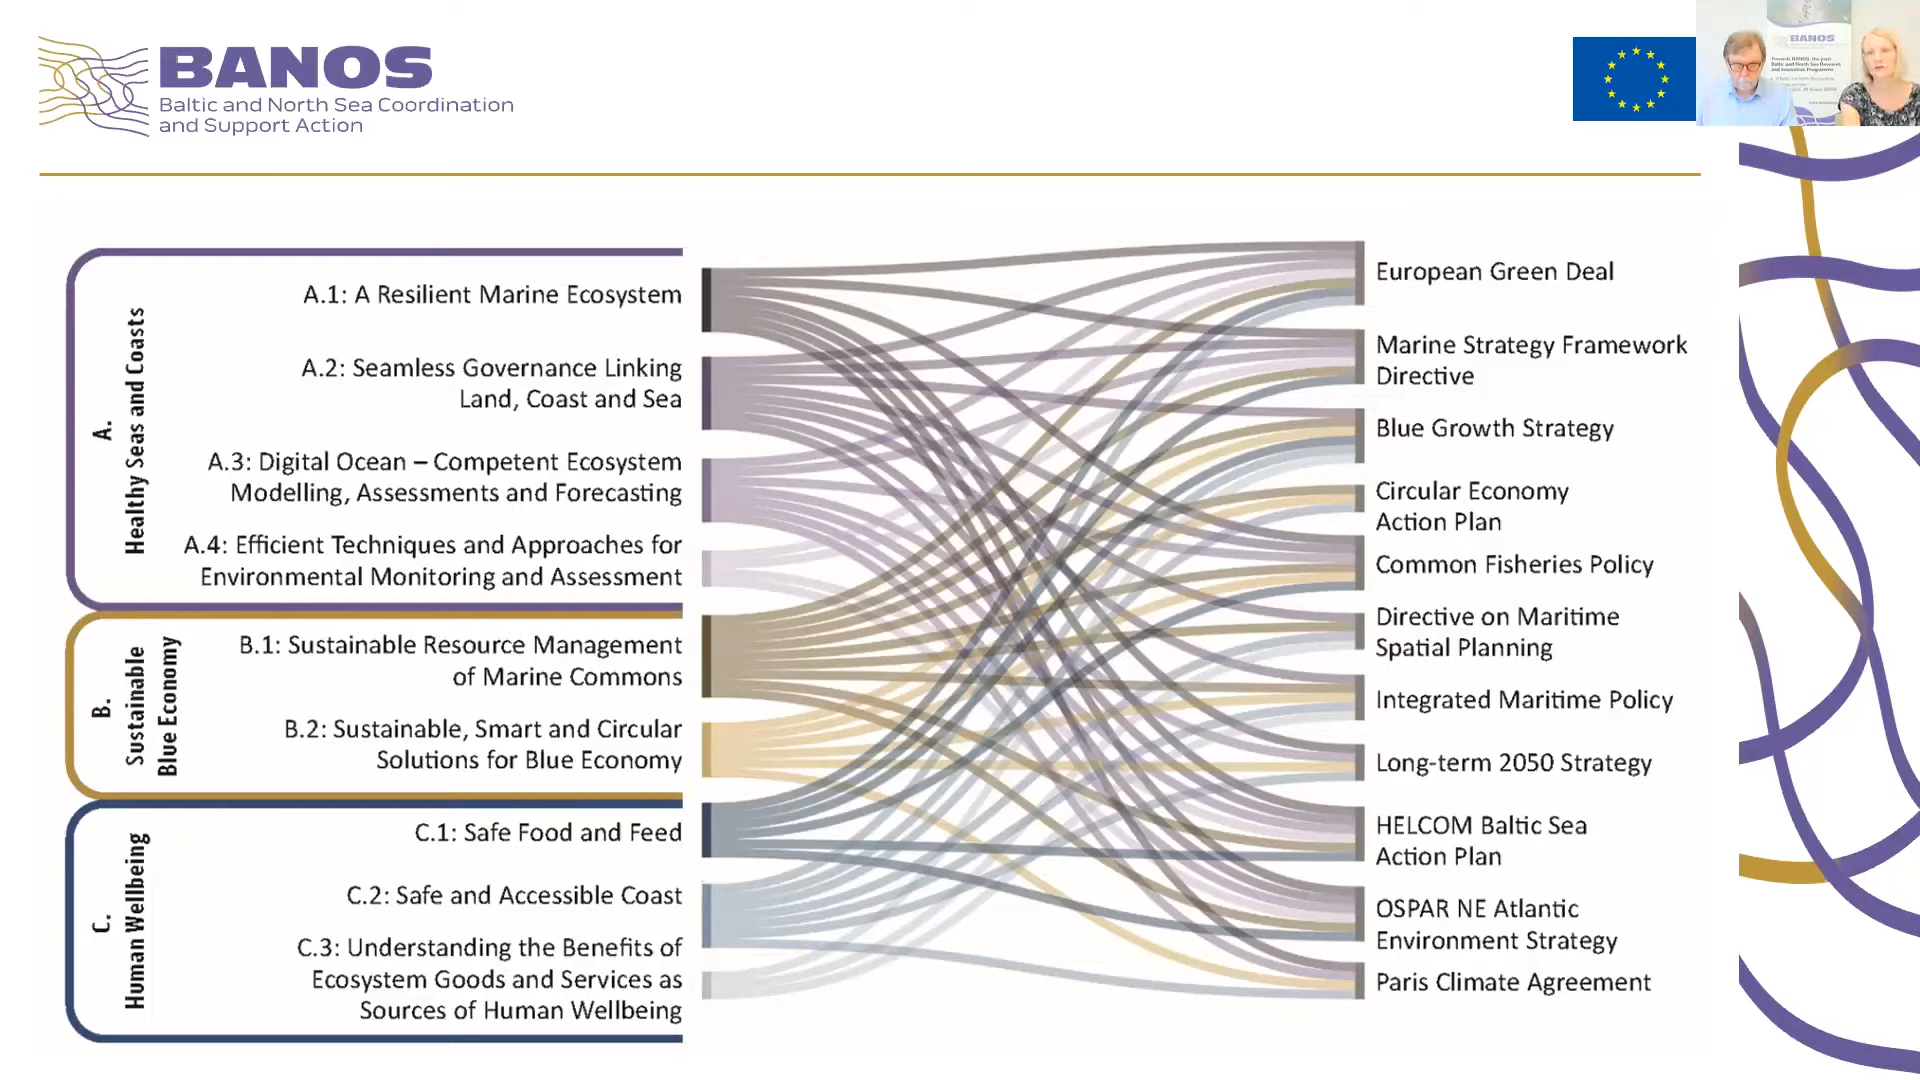 BANOS
Baltic and North Sea Coordination
and Support Action
BANOS
A.
Healthy Seas and Coasts
A.1: A Resilient Marine Ecosystem
A.2: Seamless Governance Linking
Land, Coast and Sea
A.3: Digital Ocean – Competent Ecosystem
Modelling, Assessments and Forecasting
A.4: Efficient Techniques and Approaches for
Environmental Monitoring and Assessment
B.
Sustainable
Blue Economy
B.1: Sustainable Resource Management
of Marine Commons
B.2: Sustainable, Smart and Circular
Solutions for Blue Economy
C.
Human Wellbeing
C.1: Safe Food and Feed
C.2: Safe and Accessible Coast
C.3: Understanding the Benefits of
Ecosystem Goods and Services as
Sources of Human Wellbeing
European Green Deal
Marine Strategy Framework
Directive
Blue Growth Strategy
Circular Economy
Action Plan
Common Fisheries Policy
Directive on Maritime
Spatial Planning
Integrated Maritime Policy
Long-term 2050 Strategy
HELCOM Baltic Sea
Action Plan
OSPAR NE Atlantic
Environment Strategy
Paris Climate Agreement